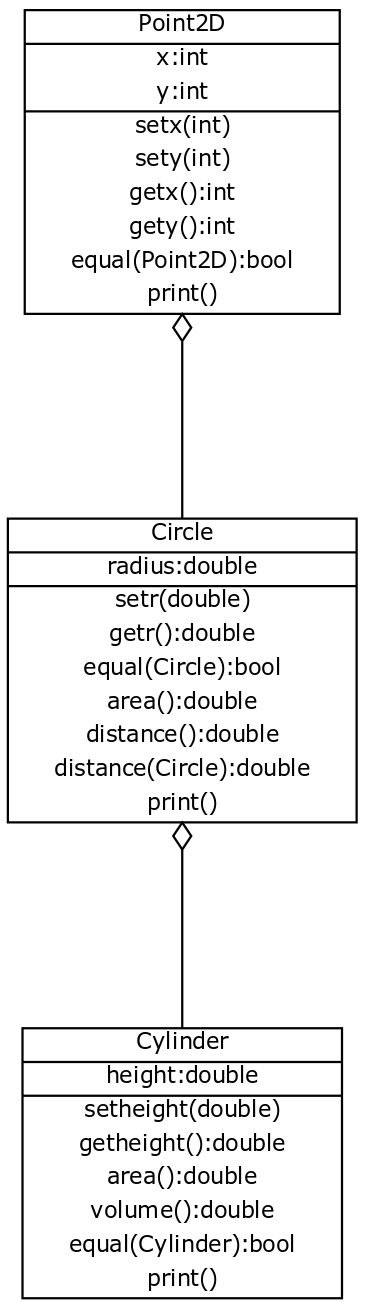 Point2D
x:int
y:int
setx(int)
sety(int)
getx():int
gety():int
equal(Point2D):bool
print()
Circle
radius:double
setr(double)
getr():double
equal(Circle):bool
area():double
distance():double
distance(Circle):double
print()
Cylinder
height:double
setheight(double)
getheight():double
area():double
volume():double
equal(Cylinder):bool
print()